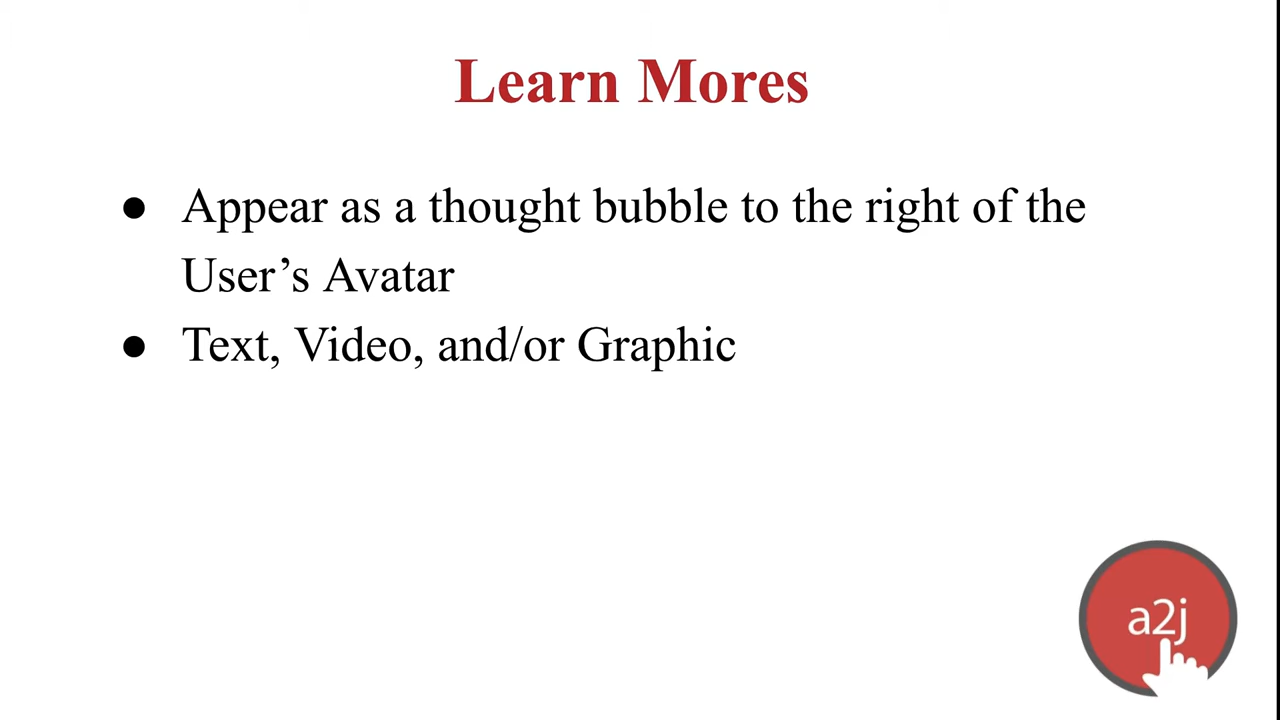 Learn Mores
● Appear as a thought bubble to the right of the
User’s Avatar
● Text, Video, and/or Graphic
a2j